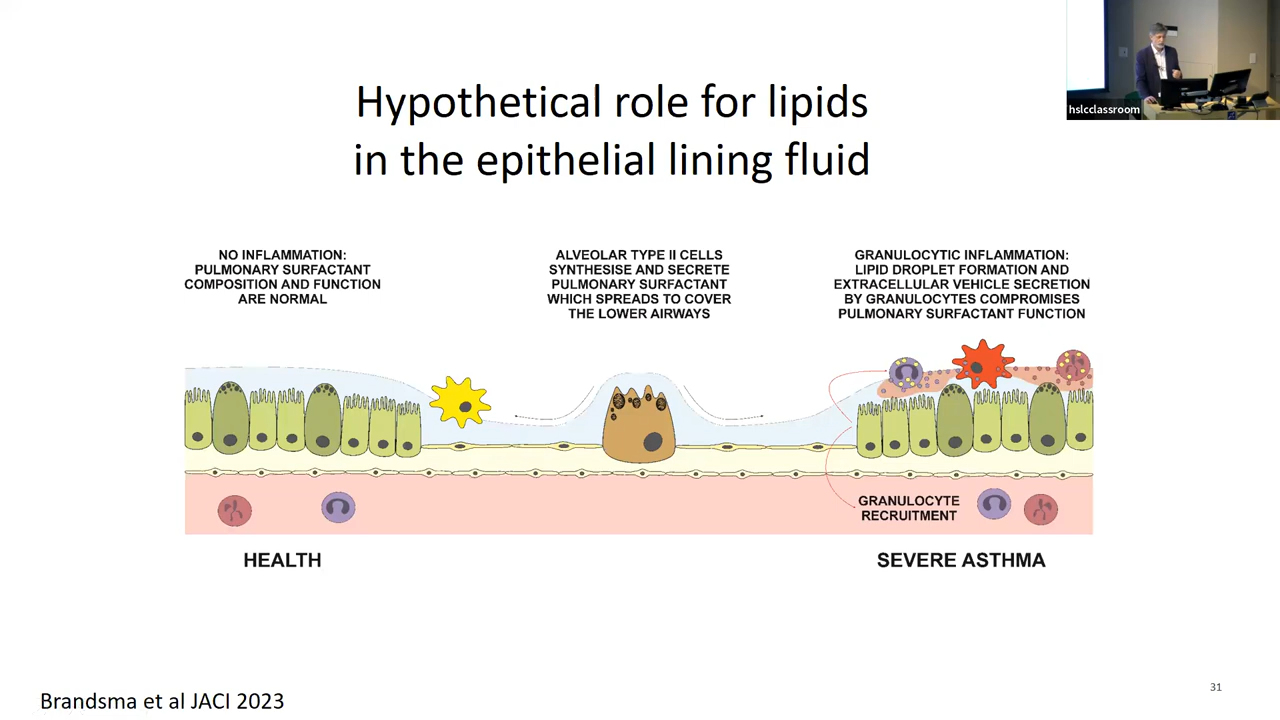 hslcclassroom
Hypothetical role for lipids
in the epithelial lining fluid
NO INFLAMMATION:
PULMONARY SURFACTANT
COMPOSITION AND FUNCTION
ARE NORMAL
ALVEOLAR TYPE II CELLS
SYNTHESISE AND SECRETE
PULMONARY SURFACTANT
WHICH SPREADS TO COVER
THE LOWER AIRWAYS
GRANULOCYTIC INFLAMMATION:
LIPID DROPLET FORMATION AND
EXTRACELLULAR VEHICLE SECRETION
BY GRANULOCYTES COMPROMISES
PULMONARY SURFACTANT FUNCTION
GRANULOCYTE
RECRUITMENT
HEALTH
SEVERE ASTHMA
Brandsma et al JACI 2023
31